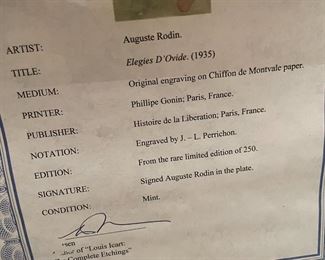 ARTIST: Auguste Rodin.
TITLE: Elegies D'Ovide. (1935)
MEDIUM: Original engraving on Chiffon de Montvale paper.
PRINTER: Phillipe Gonin; Paris, France.
PUBLISHER: Histoire de la Liberation; Paris, France.
NOTATION: Engraved by J. – L. Perrichon.
EDITION: From the rare limited edition of 250.
SIGNATURE: Signed Auguste Rodin in the plate.
CONDITION: Mint.
of "Louis Icart:
Complete Etchings"